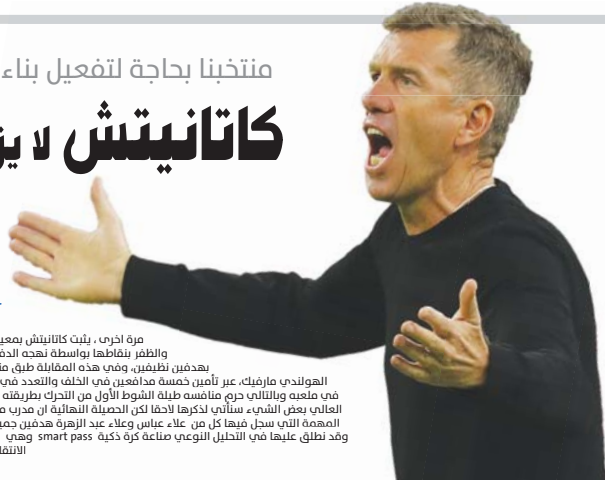 منتخبنا بحاجة لتفعيل بناء
كاتانيتش لا
مرة اخرى ، يثبت كاتانيتش بمعي
والظفر بنقاطها بواسطة نهجه الدف
بهدفين نظيفين، وفي هذه المقابلة طبق من
الهولندي مارفيك، عبر تأمين خمسة مدافعين في الخلف والتعدد في
في ملعبه وبالتالي حرم منافسه طيلة الشوط الأول من التحرك بطريقته
العالي بعض الشيء سنأتي لذكرها لاحقا لكن الحصيلة النهائية ان مدرب م
المهمة التي سجل فيها كل من علاء عباس وعلاء عبد الزهرة هدفين جمي
وقد نطلق عليها في التحليل النوعي صناعة كرة ذكية smart pass وهي
الانتقا